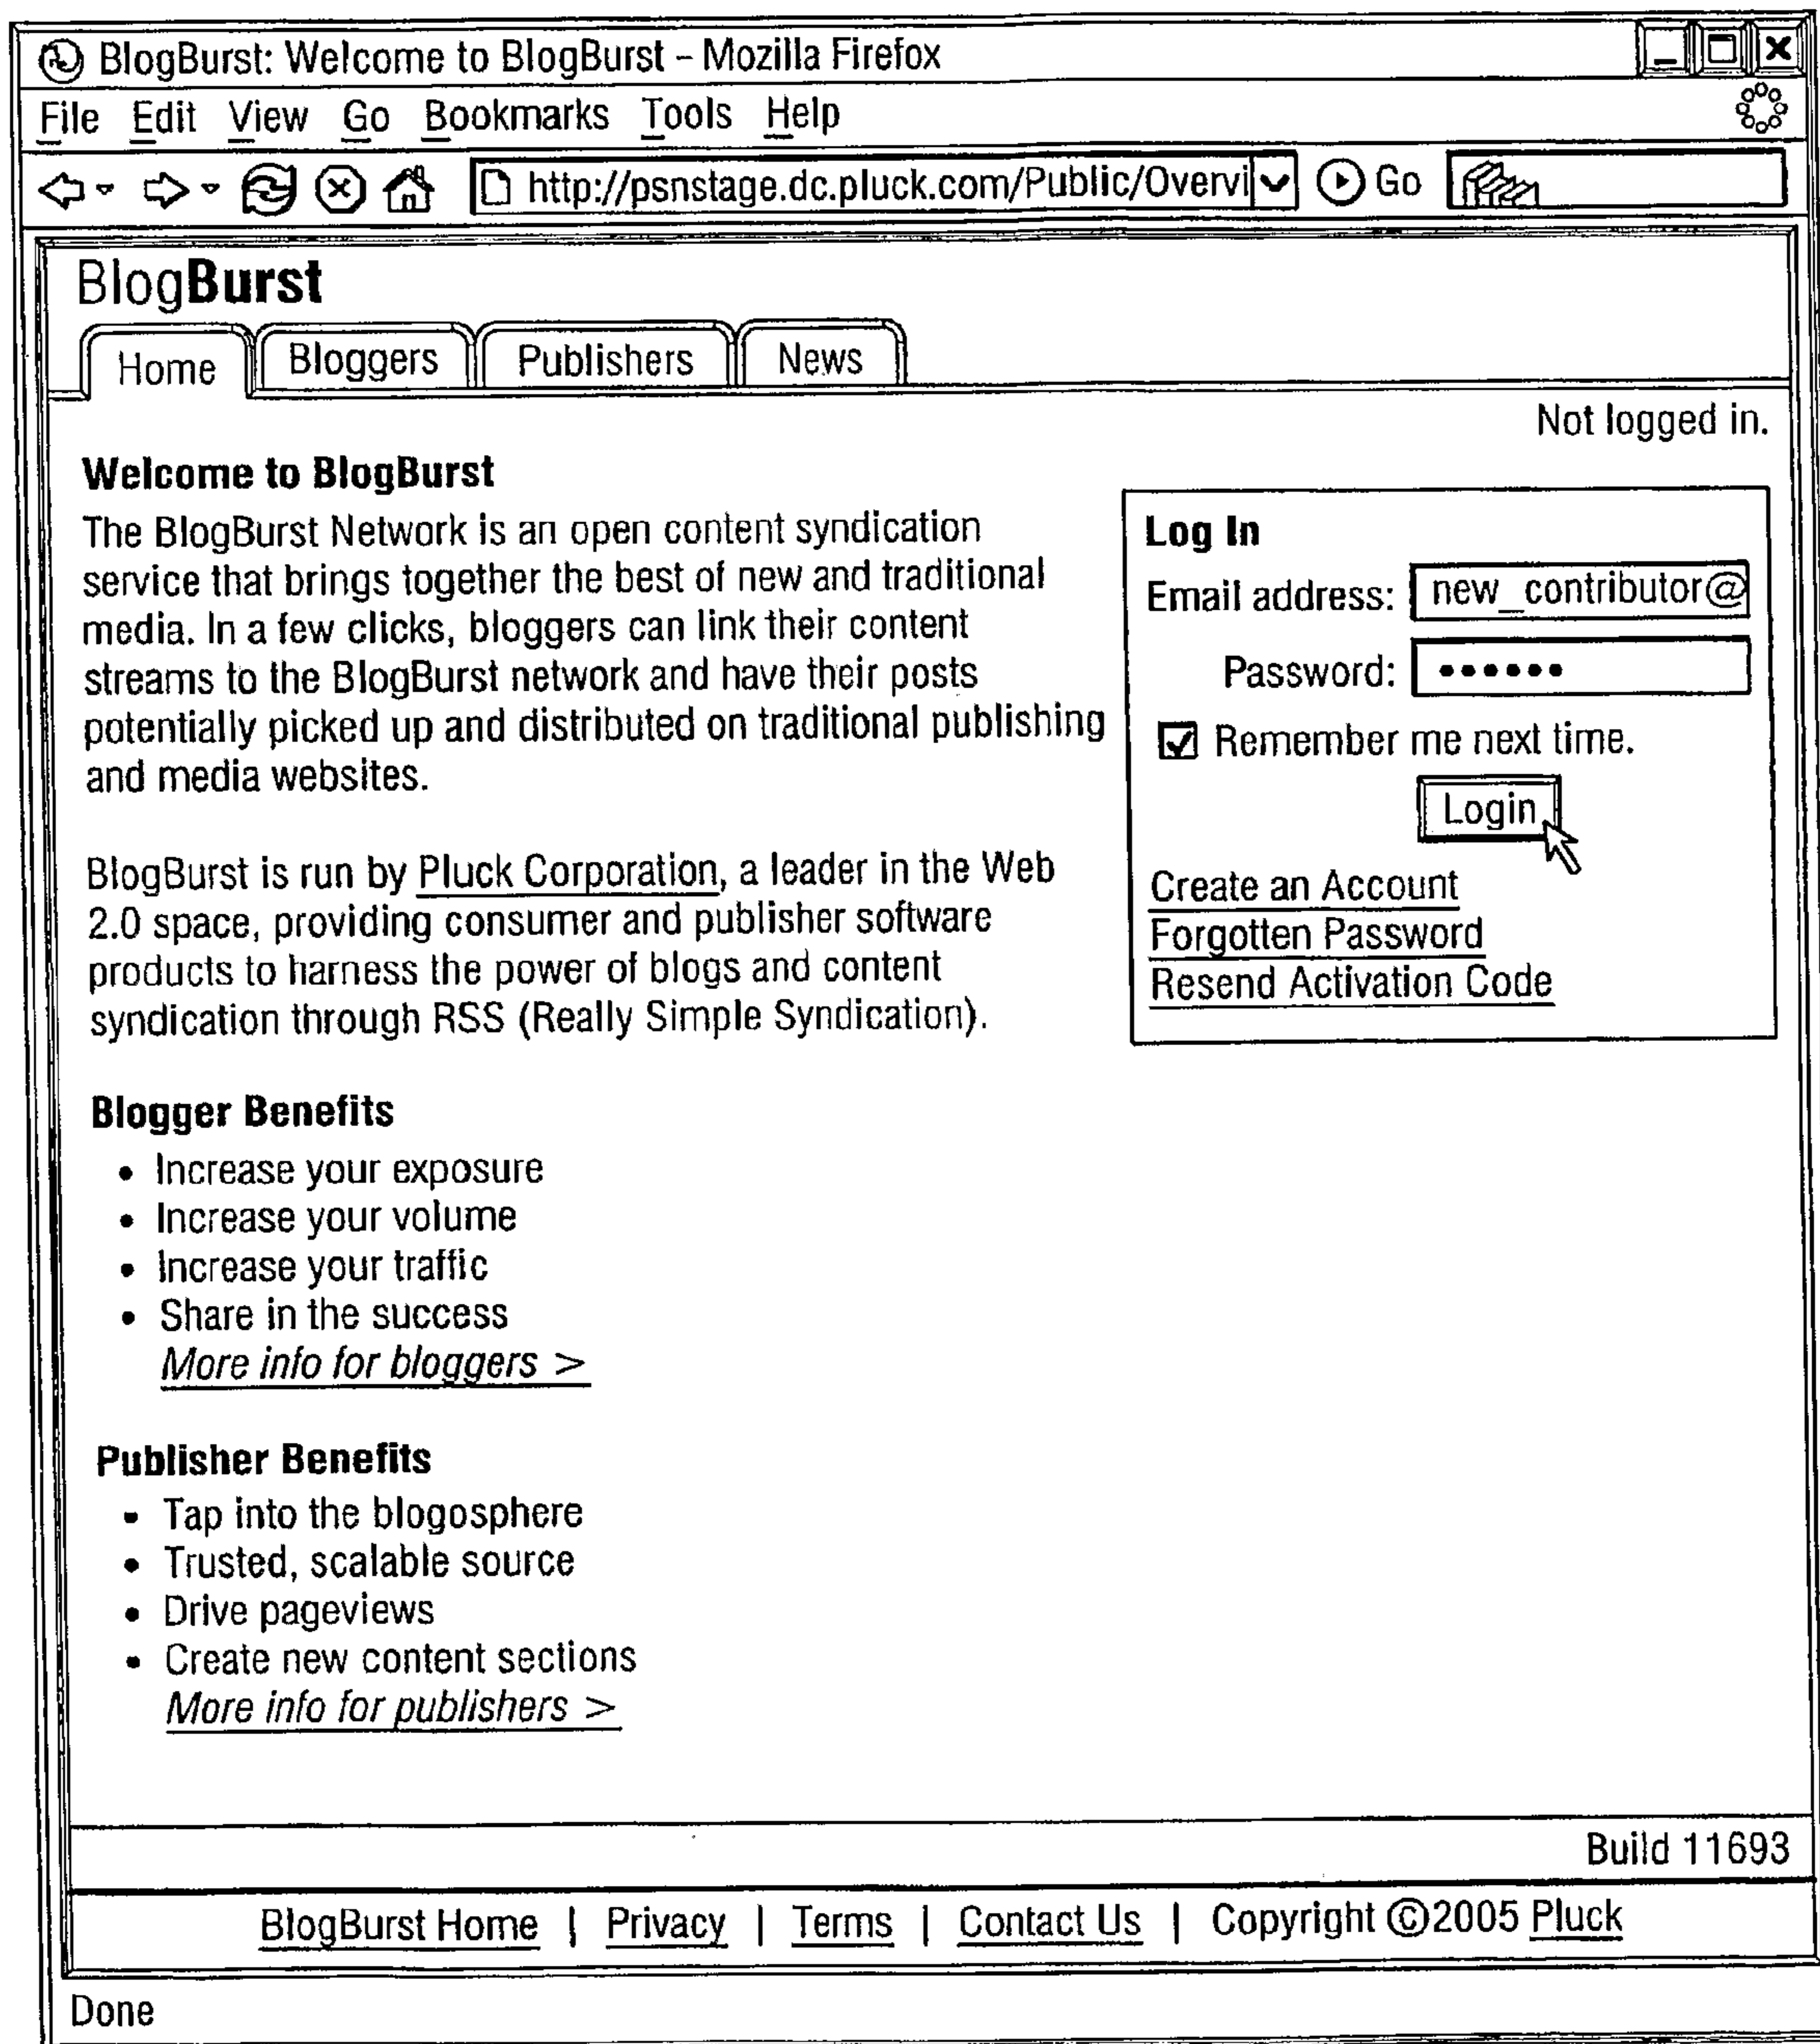 BlogBurst: Welcome to BlogBurst – Mozilla Firefox
File Edit View Go Bookmarks Tools Help
http://psnstage.dc.pluck.com/Public/Overvi Go
BlogBurst
Home Bloggers Publishers News
Not logged in.
Welcome to BlogBurst
The BlogBurst Network is an open content syndication
service that brings together the best of new and traditional
media. In a few clicks, bloggers can link their content
streams to the BlogBurst network and have their posts
potentially picked up and distributed on traditional publishing
and media websites.
BlogBurst is run by Pluck Corporation, a leader in the Web
2.0 space, providing consumer and publisher software
products to harness the power of blogs and content
syndication through RSS (Really Simple Syndication).
Log In
Email address: new_contributor@
Password: ••••••
Remember me next time.
Login
Create an Account
Forgotten Password
Resend Activation Code
Blogger Benefits
• Increase your exposure
• Increase your volume
• Increase your traffic
• Share in the success
More info for bloggers >
Publisher Benefits
• Tap into the blogosphere
• Trusted, scalable source
• Drive pageviews
• Create new content sections
More info for publishers >
Build 11693
BlogBurst Home | Privacy | Terms | Contact Us | Copyright ©2005 Pluck
Done